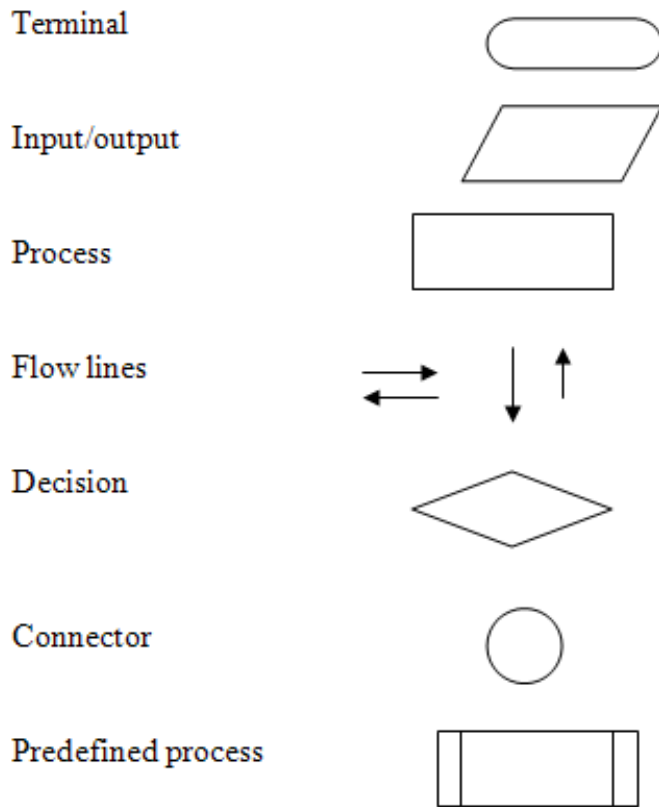 Terminal
Input/output
Process
Flow lines
Decision
Connector
Predefined process